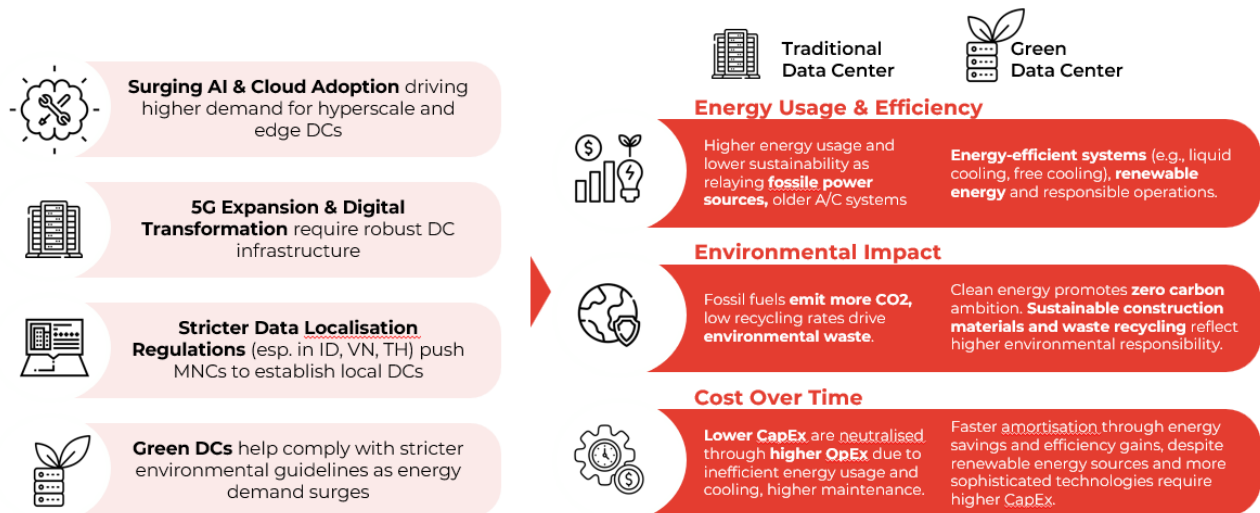 Surging AI & Cloud Adoption driving
higher demand for hyperscale and
edge DCs
5G Expansion & Digital
Transformation require robust DC
infrastructure
Stricter Data Localisation
Regulations (esp. in ID, VN, TH) push
MNCs to establish local DCs
Green DCs help comply with stricter
environmental guidelines as energy
demand surges
Traditional
Data Center
Green
Data Center
Energy Usage & Efficiency
Higher energy usage and
lower sustainability as
relaying fossile power
sources, older A/C systems
Energy-efficient systems (e.g., liquid
cooling, free cooling), renewable
energy and responsible operations.
Environmental Impact
Fossil fuels emit more CO2,
low recycling rates drive
environmental waste.
Clean energy promotes zero carbon
ambition. Sustainable construction
materials and waste recycling reflect
higher environmental responsibility.
Cost Over Time
Lower CapEx are neutralised
through higher OpEx due to
inefficient energy usage and
cooling, higher maintenance.
Faster amortisation through energy
savings and efficiency gains, despite
renewable energy sources and more
sophisticated technologies require
higher CapEx.